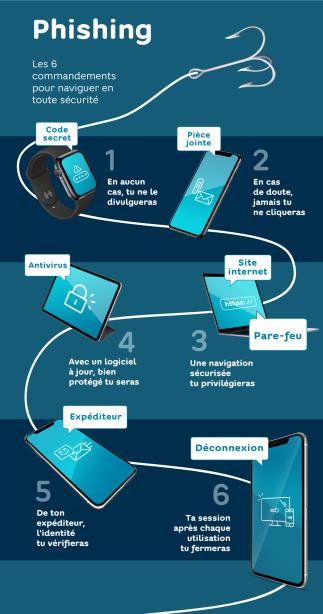 Phishing
Les 6
commandements
pour naviguer en
toute sécurité
Code
secret
1
En aucun
cas, tu ne le
divulgueras
Pièce
jointe
2
En cas
de doute,
jamais tu
ne cliqueras
Site
internet
https://
Pare-feu
3
Une navigation
sécurisée
tu privilégieras
Antivirus
4
Avec un logiciel
à jour, bien
protégé tu seras
Expéditeur
5
De ton
expéditeur,
l'identité
tu vérifieras
Déconnexion
6
Ta session
après chaque
utilisation
tu fermeras